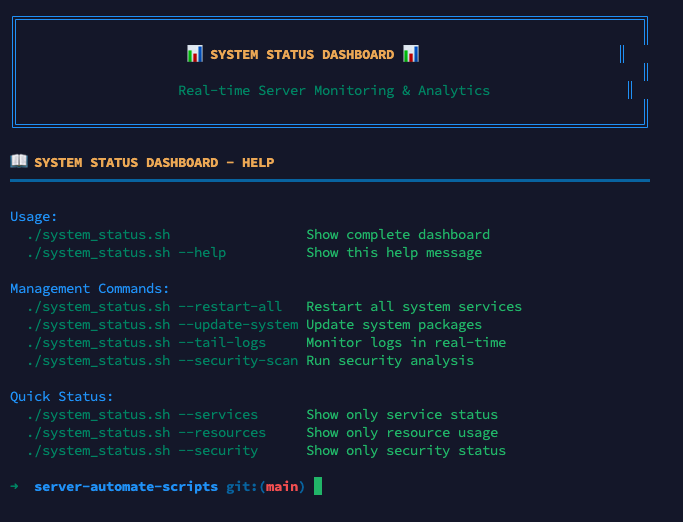 📊 SYSTEM STATUS DASHBOARD 📊
Real-time Server Monitoring & Analytics
📖 SYSTEM STATUS DASHBOARD - HELP
Usage:
./system_status.sh Show complete dashboard
./system_status.sh --help Show this help message
Management Commands:
./system_status.sh --restart-all Restart all system services
./system_status.sh --update-system Update system packages
./system_status.sh --tail-logs Monitor logs in real-time
./system_status.sh --security-scan Run security analysis
Quick Status:
./system_status.sh --services Show only service status
./system_status.sh --resources Show only resource usage
./system_status.sh --security Show only security status
➜ server-automate-scripts git:(main)